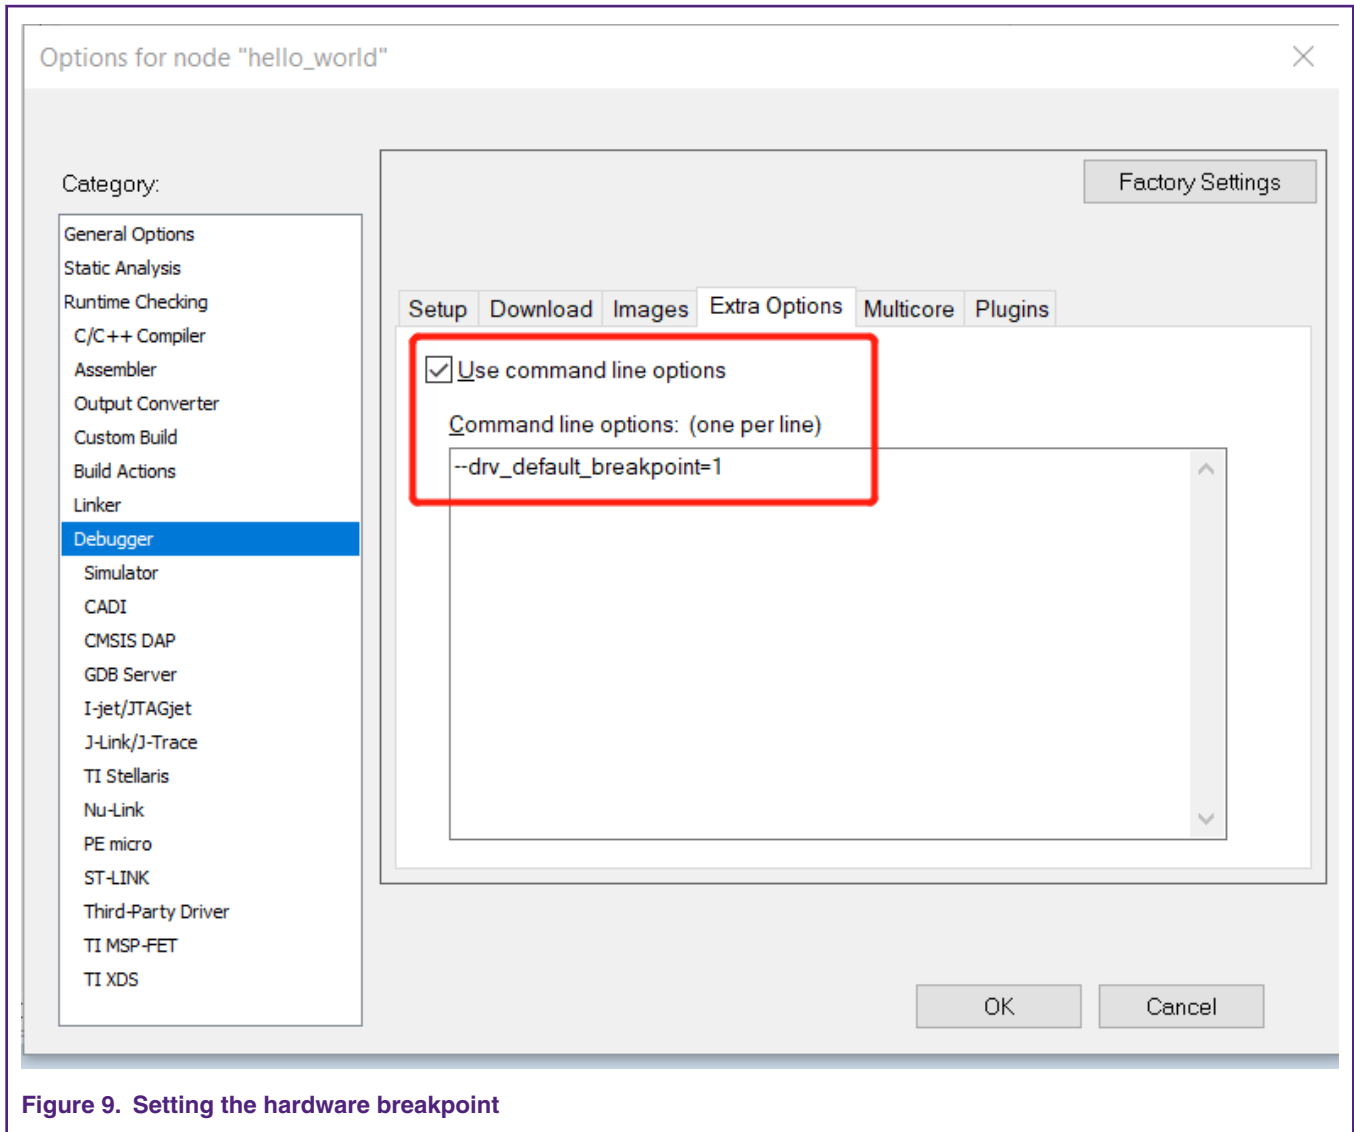 Options for node "hello_world"
Category:
General Options
Static Analysis
Runtime Checking
C/C++ Compiler
Assembler
Output Converter
Custom Build
Build Actions
Linker
Debugger
Simulator
CADI
CMSIS DAP
GDB Server
I-jet/JTAGjet
J-Link/J-Trace
TI Stellaris
Nu-Link
PE micro
ST-LINK
Third-Party Driver
TI MSP-FET
TI XDS
Factory Settings
Setup Download Images Extra Options Multicore Plugins
Use command line options
Command line options: (one per line)
--drv_default_breakpoint=1
OK Cancel
Figure 9. Setting the hardware breakpoint